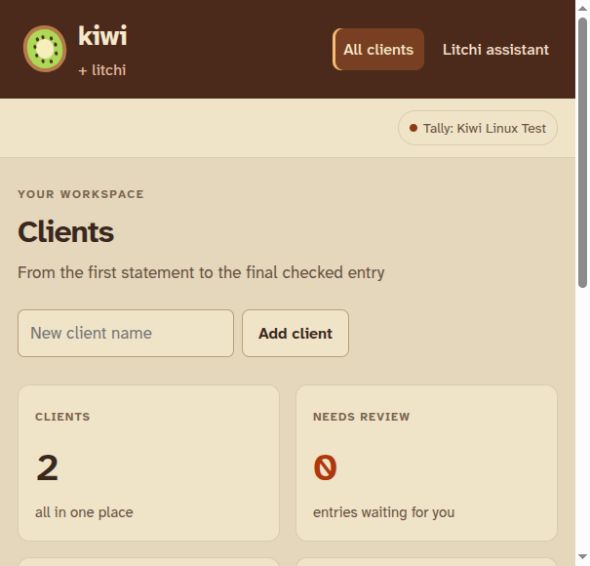 kiwi
+ litchi
All clients
Litchi assistant
Tally: Kiwi Linux Test
YOUR WORKSPACE
Clients
From the first statement to the final checked entry
New client name
Add client
CLIENTS
2
all in one place
NEEDS REVIEW
0
entries waiting for you